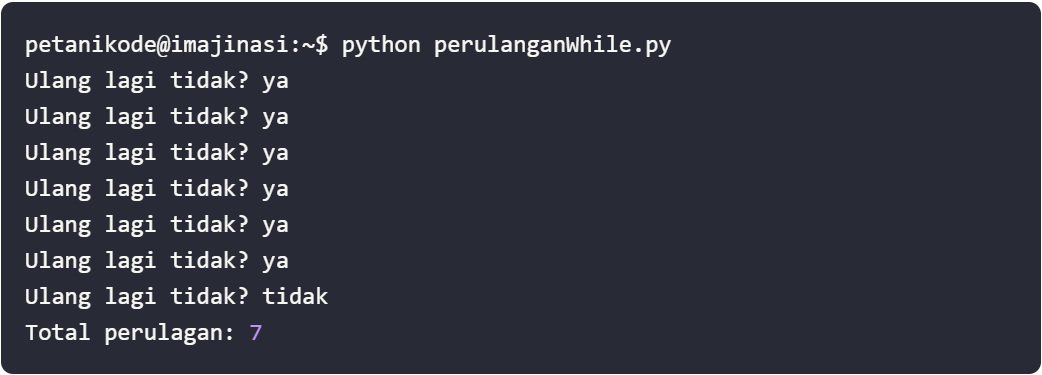 petanikode@imajinasi:~$ python perulanganWhile.py
Ulang lagi tidak? ya
Ulang lagi tidak? ya
Ulang lagi tidak? ya
Ulang lagi tidak? ya
Ulang lagi tidak? ya
Ulang lagi tidak? ya
Ulang lagi tidak? tidak
Total perulagan: 7